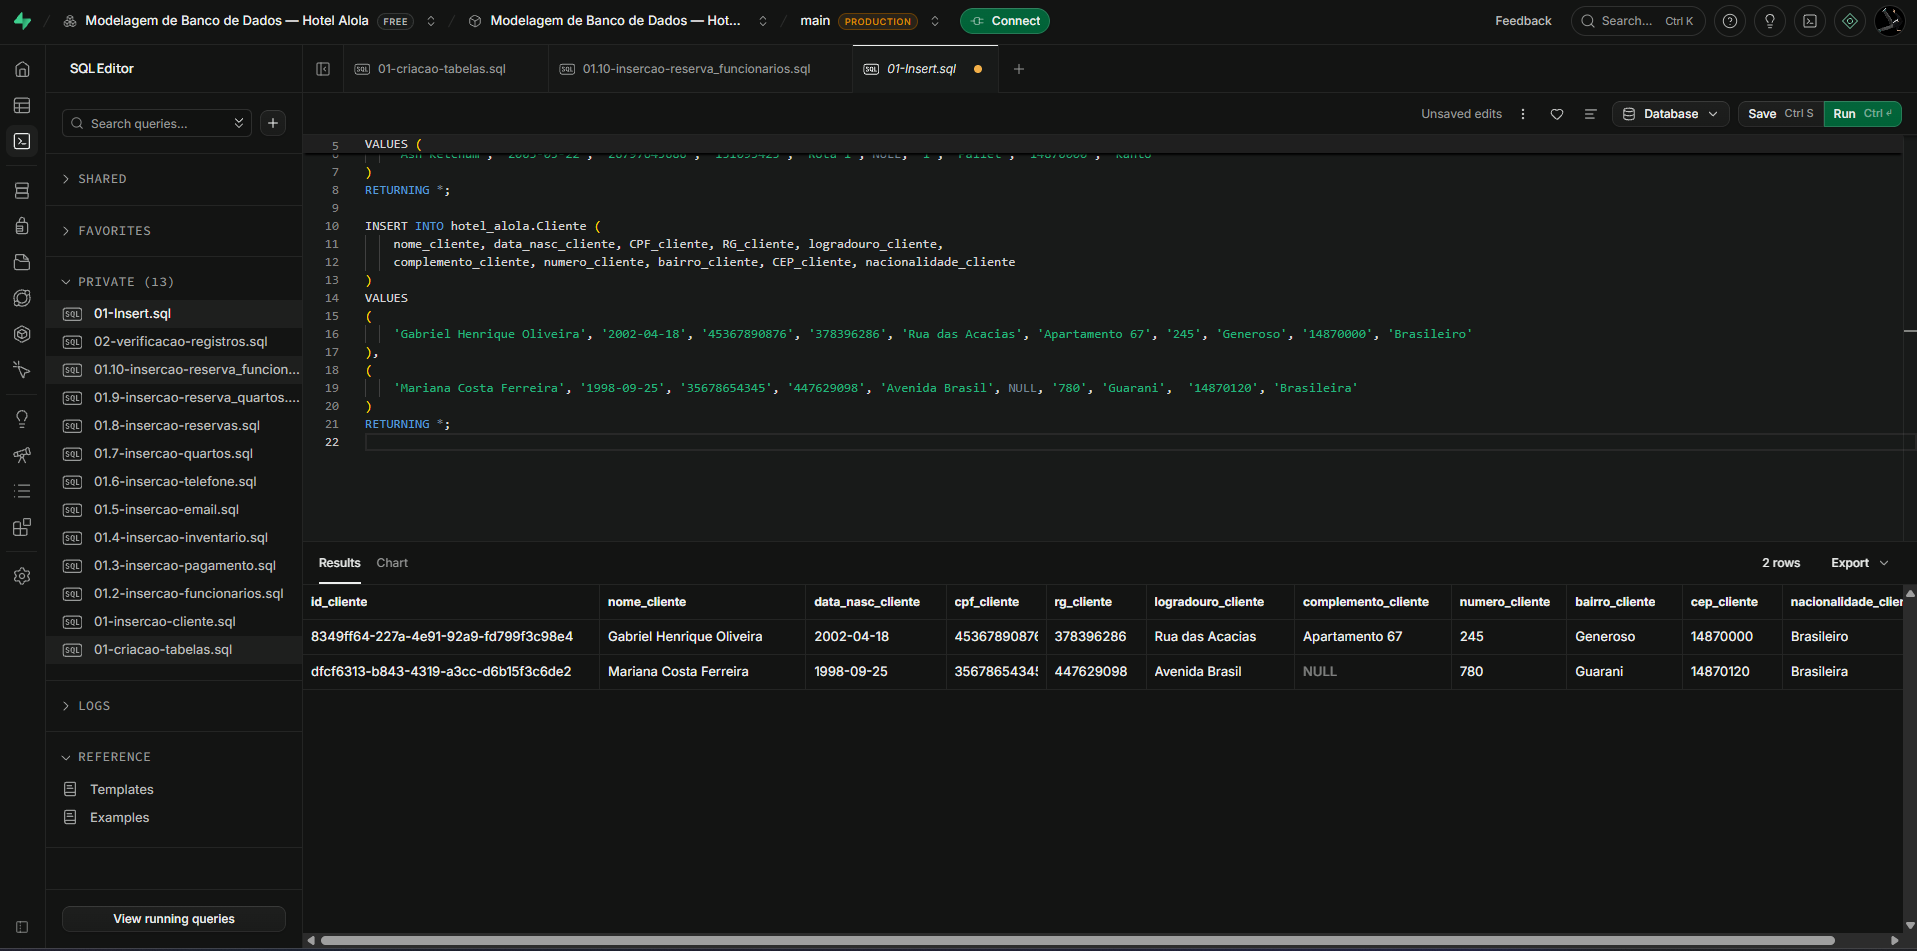 Modelagem de Banco de Dados — Hotel Alola FREE / Modelagem de Banco de Dados — Hot... / main PRODUCTION Connect Feedback Search... Ctrl K
SQL Editor
01-criacao-tabelas.sql 01.10-insercao-reserva_funcionarios.sql 01-Insert.sql
Search queries...
Unsaved edits Database Save Ctrl S Run Ctrl ↵
SHARED
FAVORITES
PRIVATE (13)
01-Insert.sql
02-verificacao-registros.sql
01.10-insercao-reserva_funcion...
01.9-insercao-reserva_quartos....
01.8-insercao-reservas.sql
01.7-insercao-quartos.sql
01.6-insercao-telefone.sql
01.5-insercao-email.sql
01.4-insercao-inventario.sql
01.3-insercao-pagamento.sql
01.2-insercao-funcionarios.sql
01-insercao-cliente.sql
01-criacao-tabelas.sql
LOGS
REFERENCE
Templates
Examples
View running queries
5 VALUES (
7 )
8 RETURNING *;
9
10 INSERT INTO hotel_alola.Cliente (
11 nome_cliente, data_nasc_cliente, CPF_cliente, RG_cliente, logradouro_cliente,
12 complemento_cliente, numero_cliente, bairro_cliente, CEP_cliente, nacionalidade_cliente
13 )
14 VALUES
15 (
16 'Gabriel Henrique Oliveira', '2002-04-18', '45367890876', '378396286', 'Rua das Acacias', 'Apartamento 67', '245', 'Generoso', '14870000', 'Brasileiro'
17 ),
18 (
19 'Mariana Costa Ferreira', '1998-09-25', '35678654345', '447629098', 'Avenida Brasil', NULL, '780', 'Guarani', '14870120', 'Brasileira'
20 )
21 RETURNING *;
22
Results Chart 2 rows Export
id_cliente nome_cliente data_nasc_cliente cpf_cliente rg_cliente logradouro_cliente complemento_cliente numero_cliente bairro_cliente cep_cliente nacionalidade_clien
8349ff64-227a-4e91-92a9-fd799f3c98e4 Gabriel Henrique Oliveira 2002-04-18 45367890876 378396286 Rua das Acacias Apartamento 67 245 Generoso 14870000 Brasileiro
dfcf6313-b843-4319-a3cc-d6b15f3c6de2 Mariana Costa Ferreira 1998-09-25 35678654345 447629098 Avenida Brasil NULL 780 Guarani 14870120 Brasileira